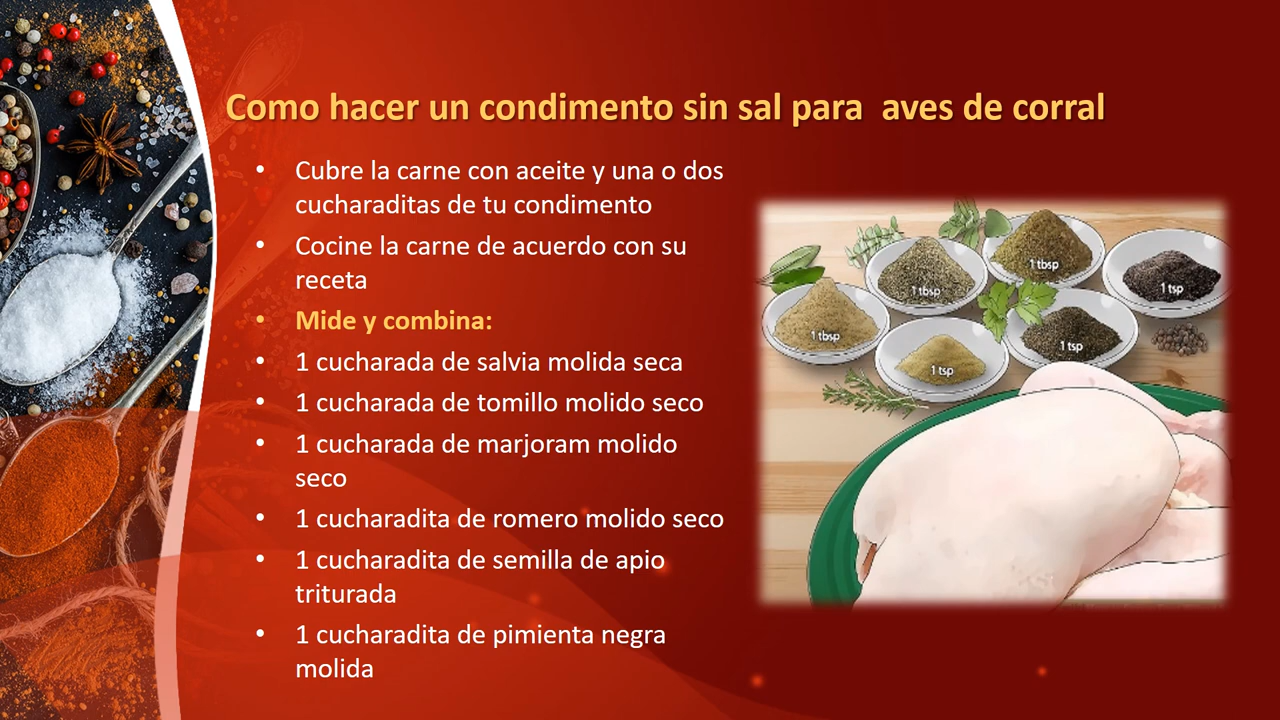 Como hacer un condimento sin sal para  aves de corral
• Cubre la carne con aceite y una o dos
cucharaditas de tu condimento
• Cocine la carne de acuerdo con su
receta
• Mide y combina:
• 1 cucharada de salvia molida seca
• 1 cucharada de tomillo molido seco
• 1 cucharada de marjoram molido
seco
• 1 cucharadita de romero molido seco
• 1 cucharadita de semilla de apio
triturada
• 1 cucharadita de pimienta negra
molida
1 tbsp
1 tbsp
1 tsp
1 tbsp
1 tsp
1 tsp